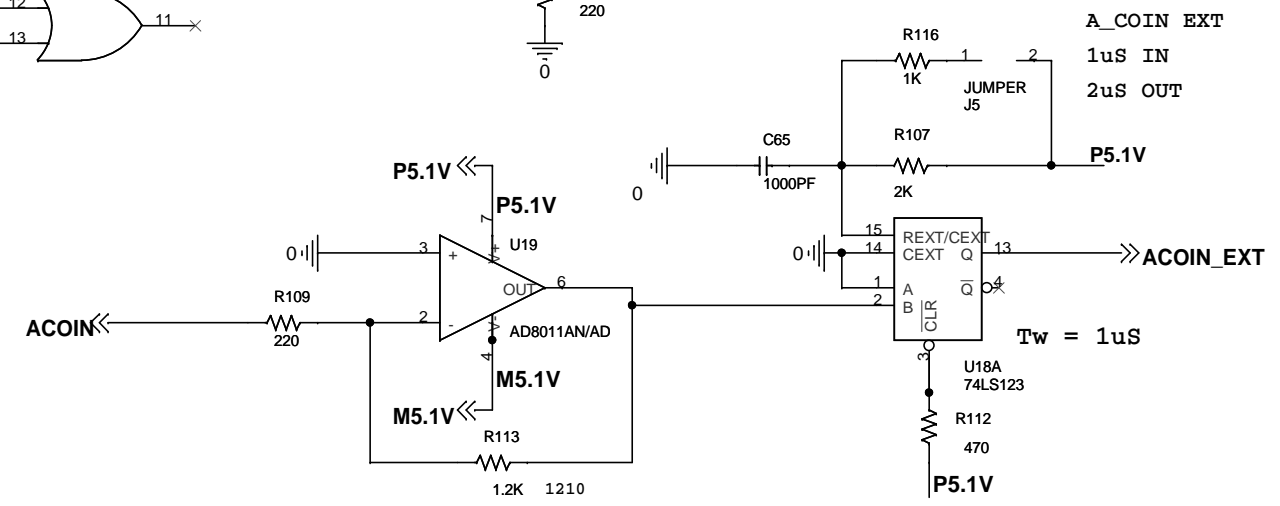 12
13
11
220
0
A_COIN EXT
1uS IN
2uS OUT
R116
1K
1
2
JUMPER
J5
C65
1000PF
R107
2K
P5.1V
0
P5.1V
P5.1V
7
V+
U19
0
3
+
OUT
6
R109
220
ACOIN
2
-
V-
AD8011AN/AD
4
M5.1V
M5.1V
R113
1.2K 1210
15
REXT/CEXT
0
14
CEXT
Q
13
ACOIN_EXT
1
A
Q
4
2
B
CLR
3
Tw = 1uS
U18A
74LS123
R112
470
P5.1V